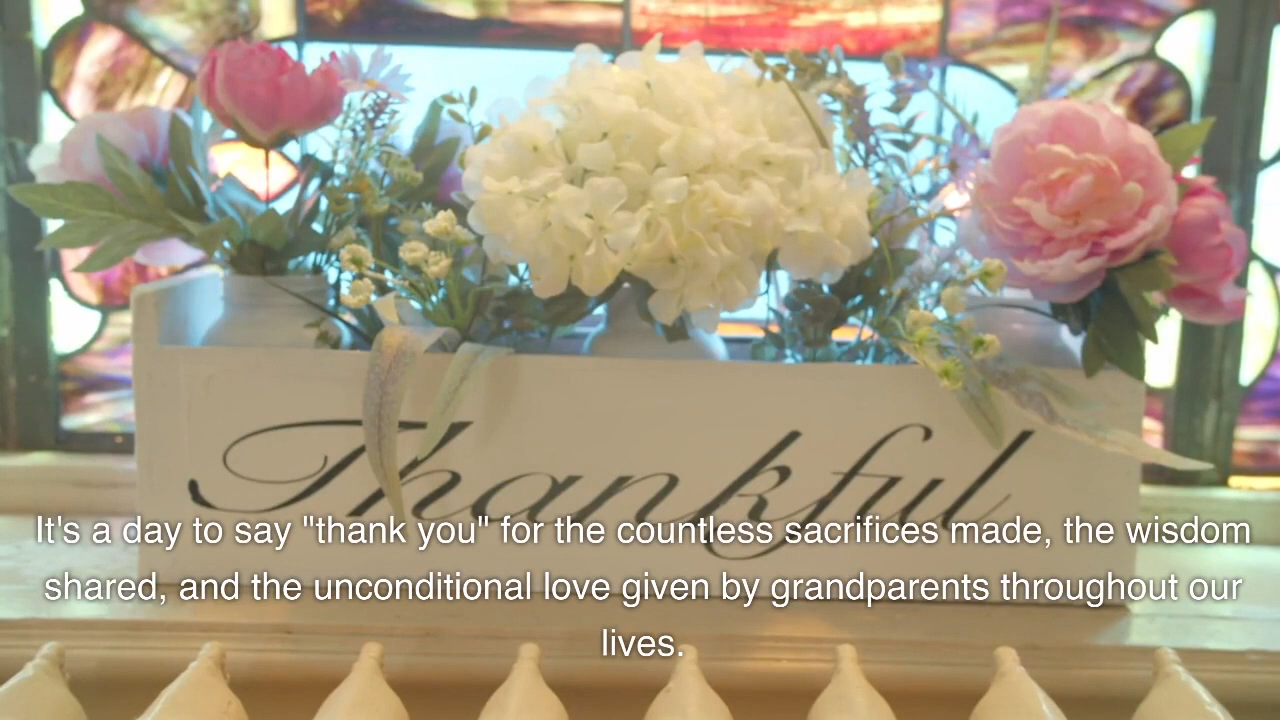 Thankful
It's a day to say "thank you" for the countless sacrifices made, the wisdom
shared, and the unconditional love given by grandparents throughout our
lives.